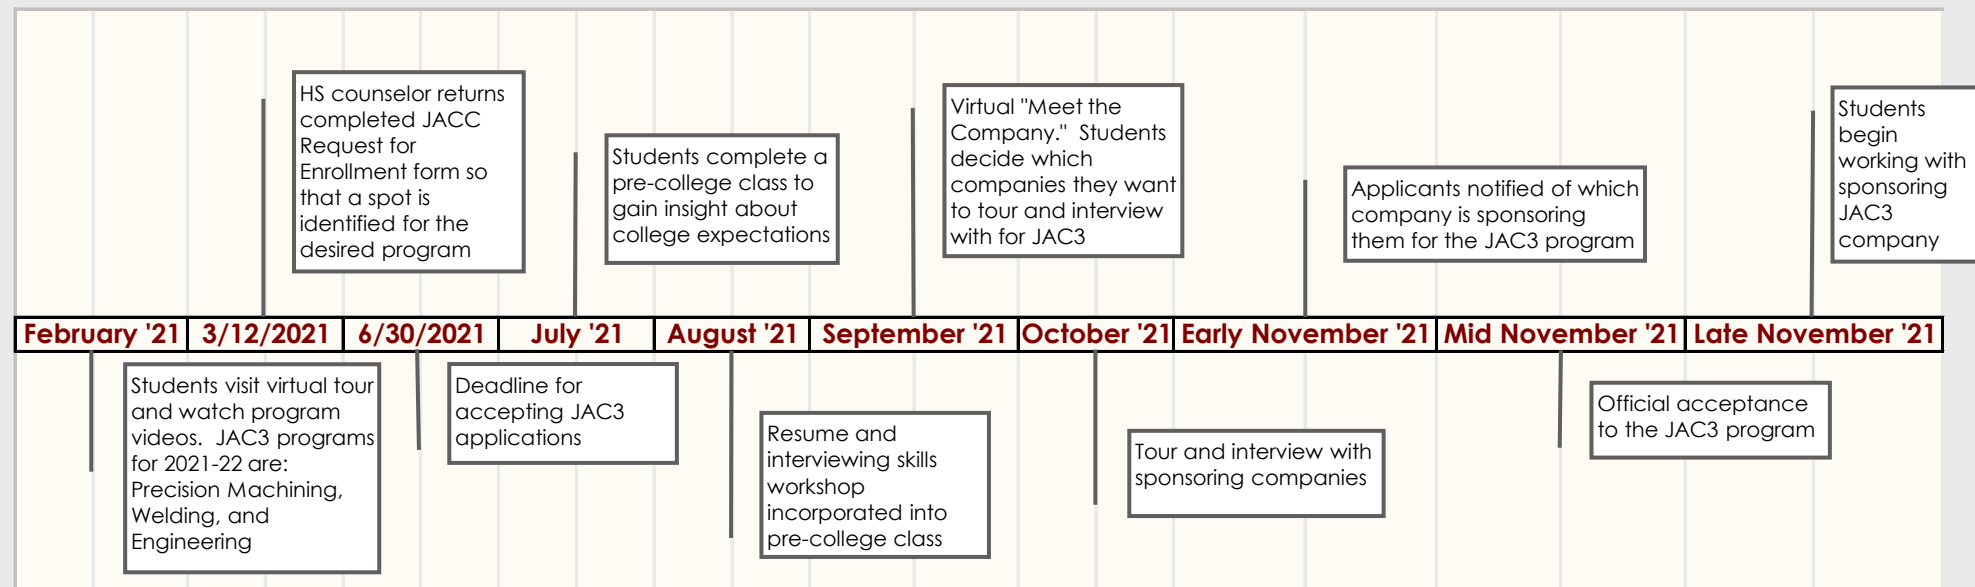 HS counselor returns
completed JACC
Request for
Enrollment form so
that a spot is
identified for the
desired program
Students complete a
pre-college class to
gain insight about
college expectations
Virtual "Meet the
Company."  Students
decide which
companies they want
to tour and interview
with for JAC3
Applicants notified of which
company is sponsoring
them for the JAC3 program
Students
begin
working with
sponsoring
JAC3
company
February '21 3/12/2021 6/30/2021 July '21 August '21 September '21 October '21 Early November '21 Mid November '21 Late November '21
Students visit virtual tour
and watch program
videos.  JAC3 programs
for 2021-22 are:
Precision Machining,
Welding, and
Engineering
Deadline for
accepting JAC3
applications
Resume and
interviewing skills
workshop
incorporated into
pre-college class
Tour and interview with
sponsoring companies
Official acceptance
to the JAC3 program